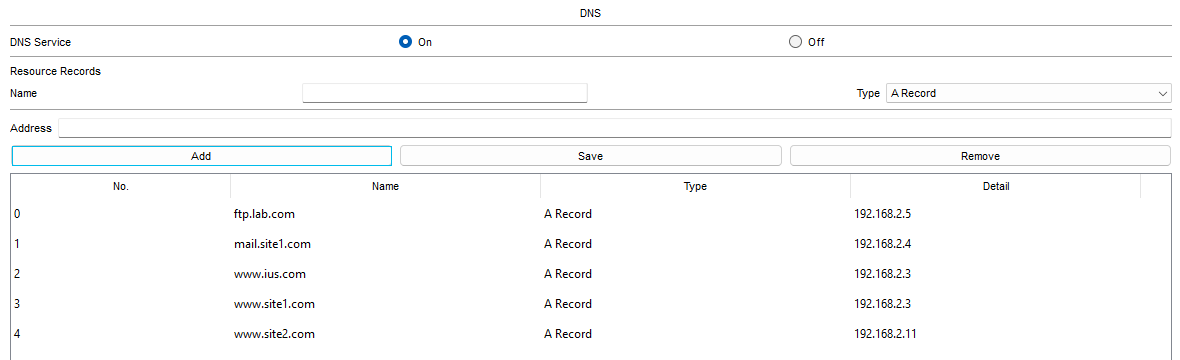 DNS
DNS Service On Off
Resource Records
Name Type A Record
Address
Add Save Remove
No. Name Type Detail
0 ftp.lab.com A Record 192.168.2.5
1 mail.site1.com A Record 192.168.2.4
2 www.ius.com A Record 192.168.2.3
3 www.site1.com A Record 192.168.2.3
4 www.site2.com A Record 192.168.2.11